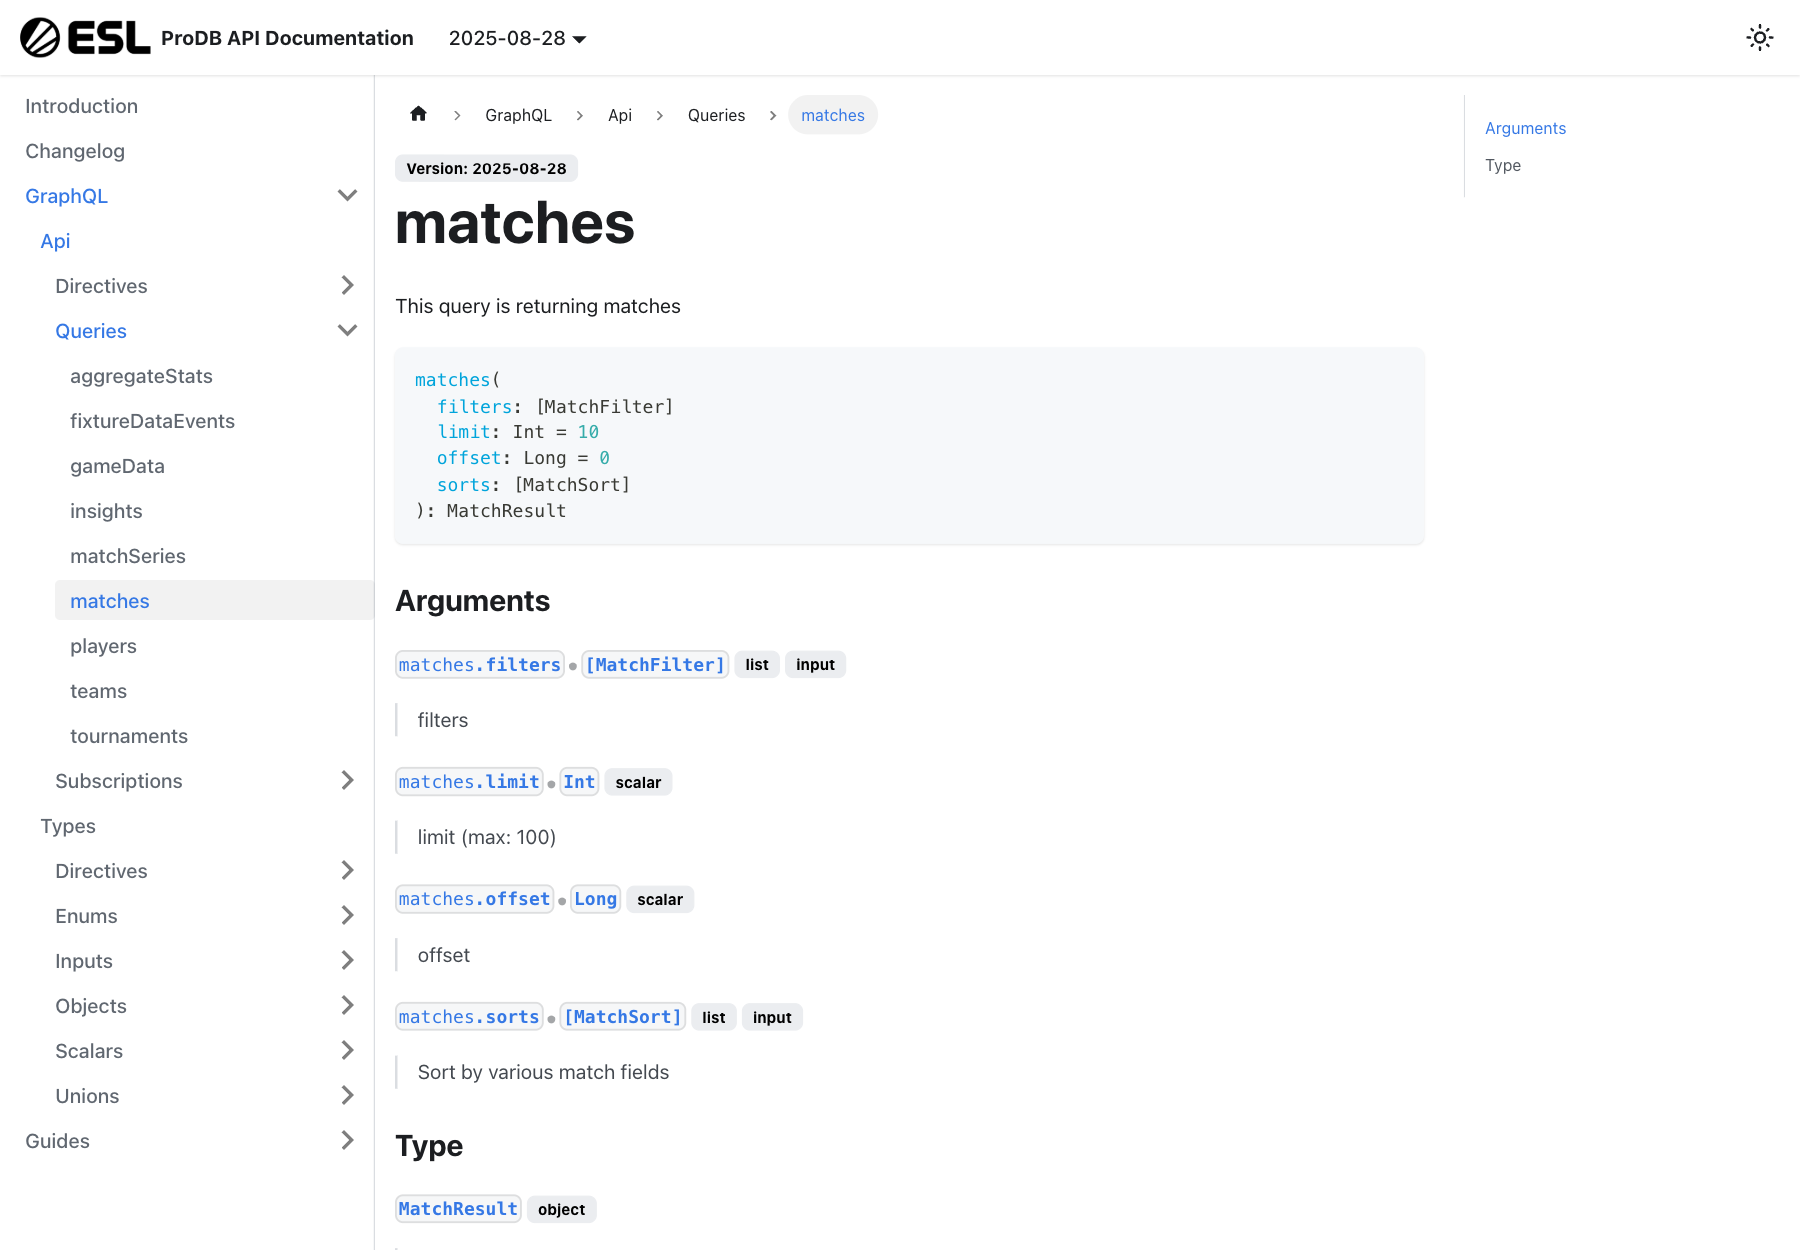 ESL ProDB API Documentation 2025-08-28
Introduction
Changelog
GraphQL
Api
Directives
Queries
aggregateStats
fixtureDataEvents
gameData
insights
matchSeries
matches
players
teams
tournaments
Subscriptions
Types
Directives
Enums
Inputs
Objects
Scalars
Unions
Guides
GraphQL > Api > Queries > matches
Version: 2025-08-28
matches
This query is returning matches
matches(
  filters: [MatchFilter]
  limit: Int = 10
  offset: Long = 0
  sorts: [MatchSort]
): MatchResult
Arguments
matches.filters ● [MatchFilter] list input
filters
matches.limit ● Int scalar
limit (max: 100)
matches.offset ● Long scalar
offset
matches.sorts ● [MatchSort] list input
Sort by various match fields
Type
MatchResult object
Arguments
Type